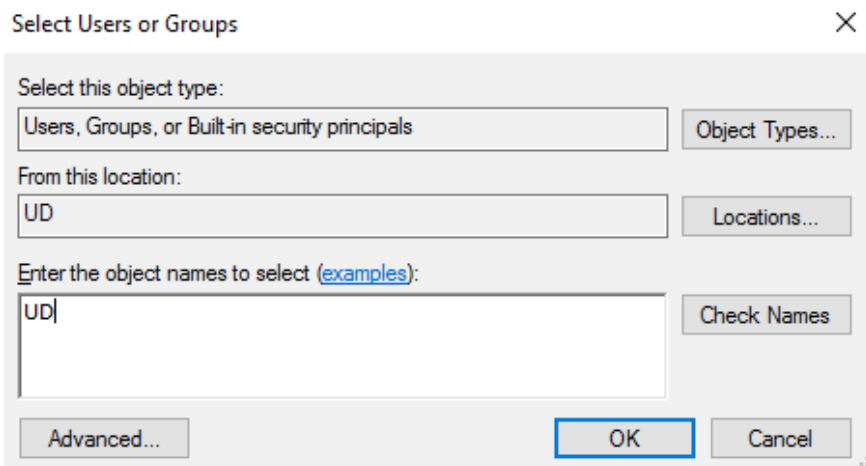 Select Users or Groups
Select this object type:
Users, Groups, or Built-in security principals
Object Types...
From this location:
UD
Locations...
Enter the object names to select (examples):
UD
Check Names
Advanced...
OK
Cancel